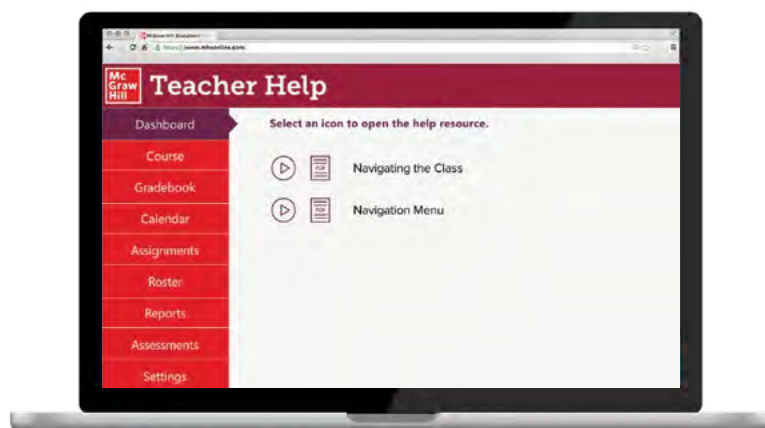 Mc
Graw
Hill
Teacher Help
Dashboard
Select an icon to open the help resource.
Course
Navigating the Class
Gradebook
Navigation Menu
Calendar
Assignments
Roster
Reports
Assessments
Settings